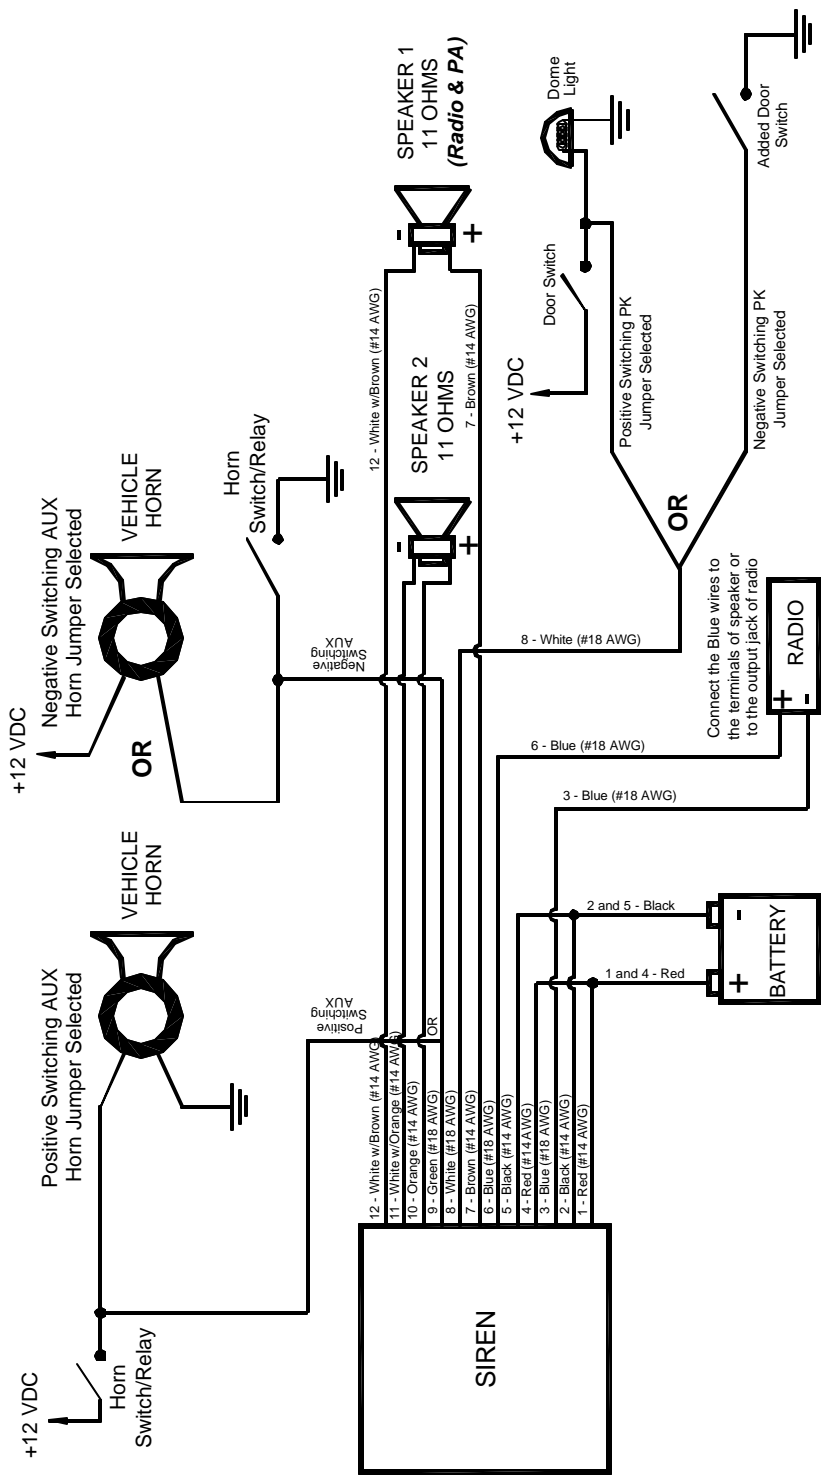 +12 VDC
Horn
Switch/Relay
Positive Switching AUX
Horn Jumper Selected
VEHICLE
HORN
+12 VDC
OR
Negative Switching AUX
Horn Jumper Selected
VEHICLE
HORN
Horn
Switch/Relay
Positive
Switching
AUX
OR
Negative
Switching
AUX
12 - White w/Brown (#14 AWG)
SPEAKER 2
11 OHMS
- +
7 - Brown (#14 AWG)
SPEAKER 1
11 OHMS
(Radio & PA)
- +
SIREN
12 - White w/Brown (#14 AWG)
11 - White w/Orange (#14 AWG)
10 - Orange (#14 AWG)
9 - Green (#18 AWG)
8 - White (#18 AWG)
7 - Brown (#14 AWG)
6 - Blue (#18 AWG)
5 - Black (#14 AWG)
4 - Red (#14 AWG)
3 - Blue (#18 AWG)
2 - Black (#14 AWG)
1 - Red (#14 AWG)
+12 VDC
Door Switch
Dome
Light
Positive Switching PK
Jumper Selected
OR
Negative Switching PK
Jumper Selected
Added Door
Switch
8 - White (#18 AWG)
6 - Blue (#18 AWG)
3 - Blue (#18 AWG)
Connect the Blue wires to
the terminals of speaker or
to the output jack of radio
+ -
RADIO
2 and 5 - Black
1 and 4 - Red
+ -
BATTERY